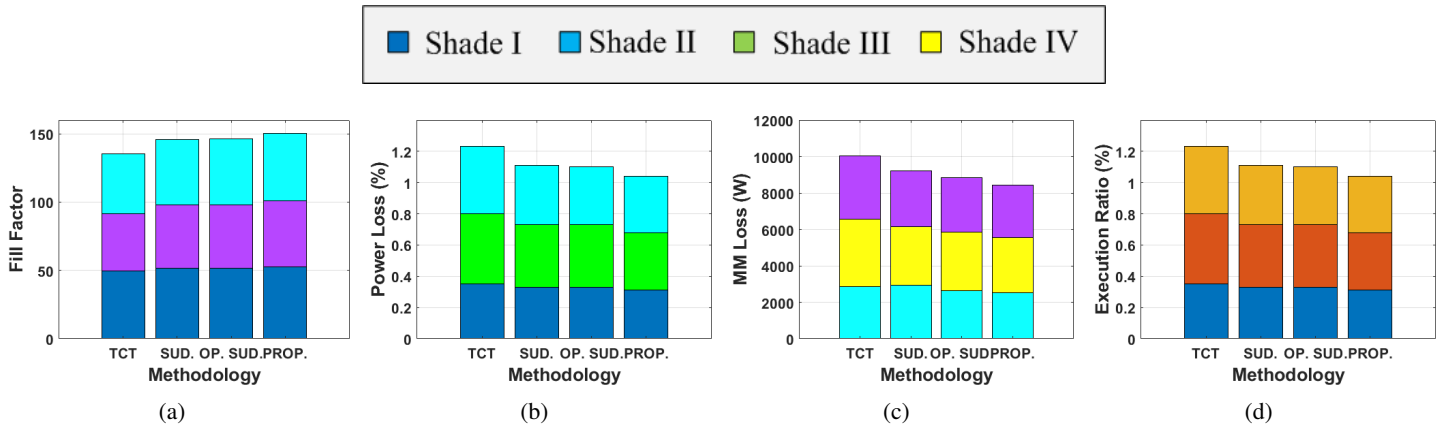 Shade I Shade II Shade III Shade IV
Fill Factor
150
100
50
0
TCT SUD. OP. SUD. PROP.
Methodology
(a)
Power Loss (%)
1.2
1
0.8
0.6
0.4
0.2
0
TCT SUD. OP. SUD. PROP.
Methodology
(b)
MM Loss (W)
12000
10000
8000
6000
4000
2000
0
TCT SUD. OP. SUD PROP.
Methodology
(c)
Execution Ratio (%)
1.2
1
0.8
0.6
0.4
0.2
0
TCT SUD. OP. SUD. PROP.
Methodology
(d)